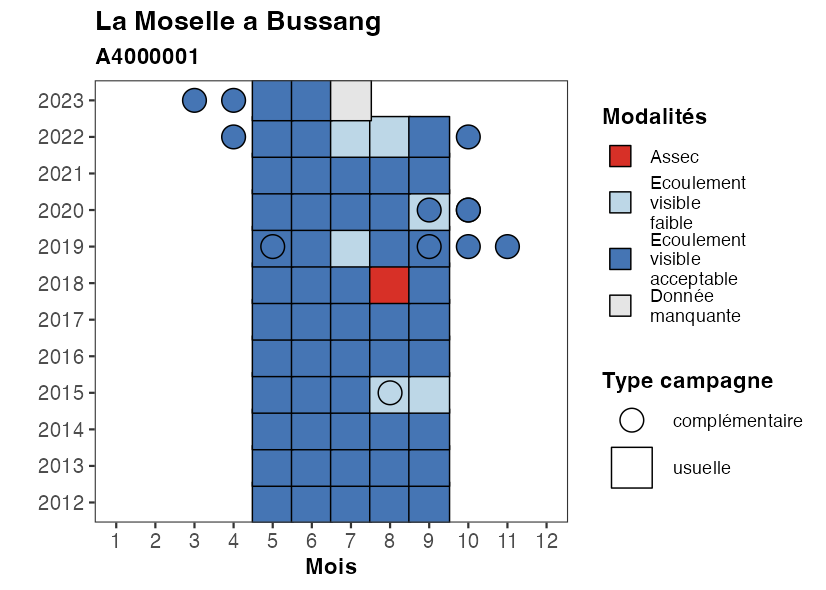 La Moselle a Bussang
A4000001
2023
2022
2021
2020
2019
2018
2017
2016
2015
2014
2013
2012
1 2 3 4 5 6 7 8 9 10 11 12
Mois
Modalités
Assec
Ecoulement
visible
faible
Ecoulement
visible
acceptable
Donnée
manquante
Type campagne
complémentaire
usuelle